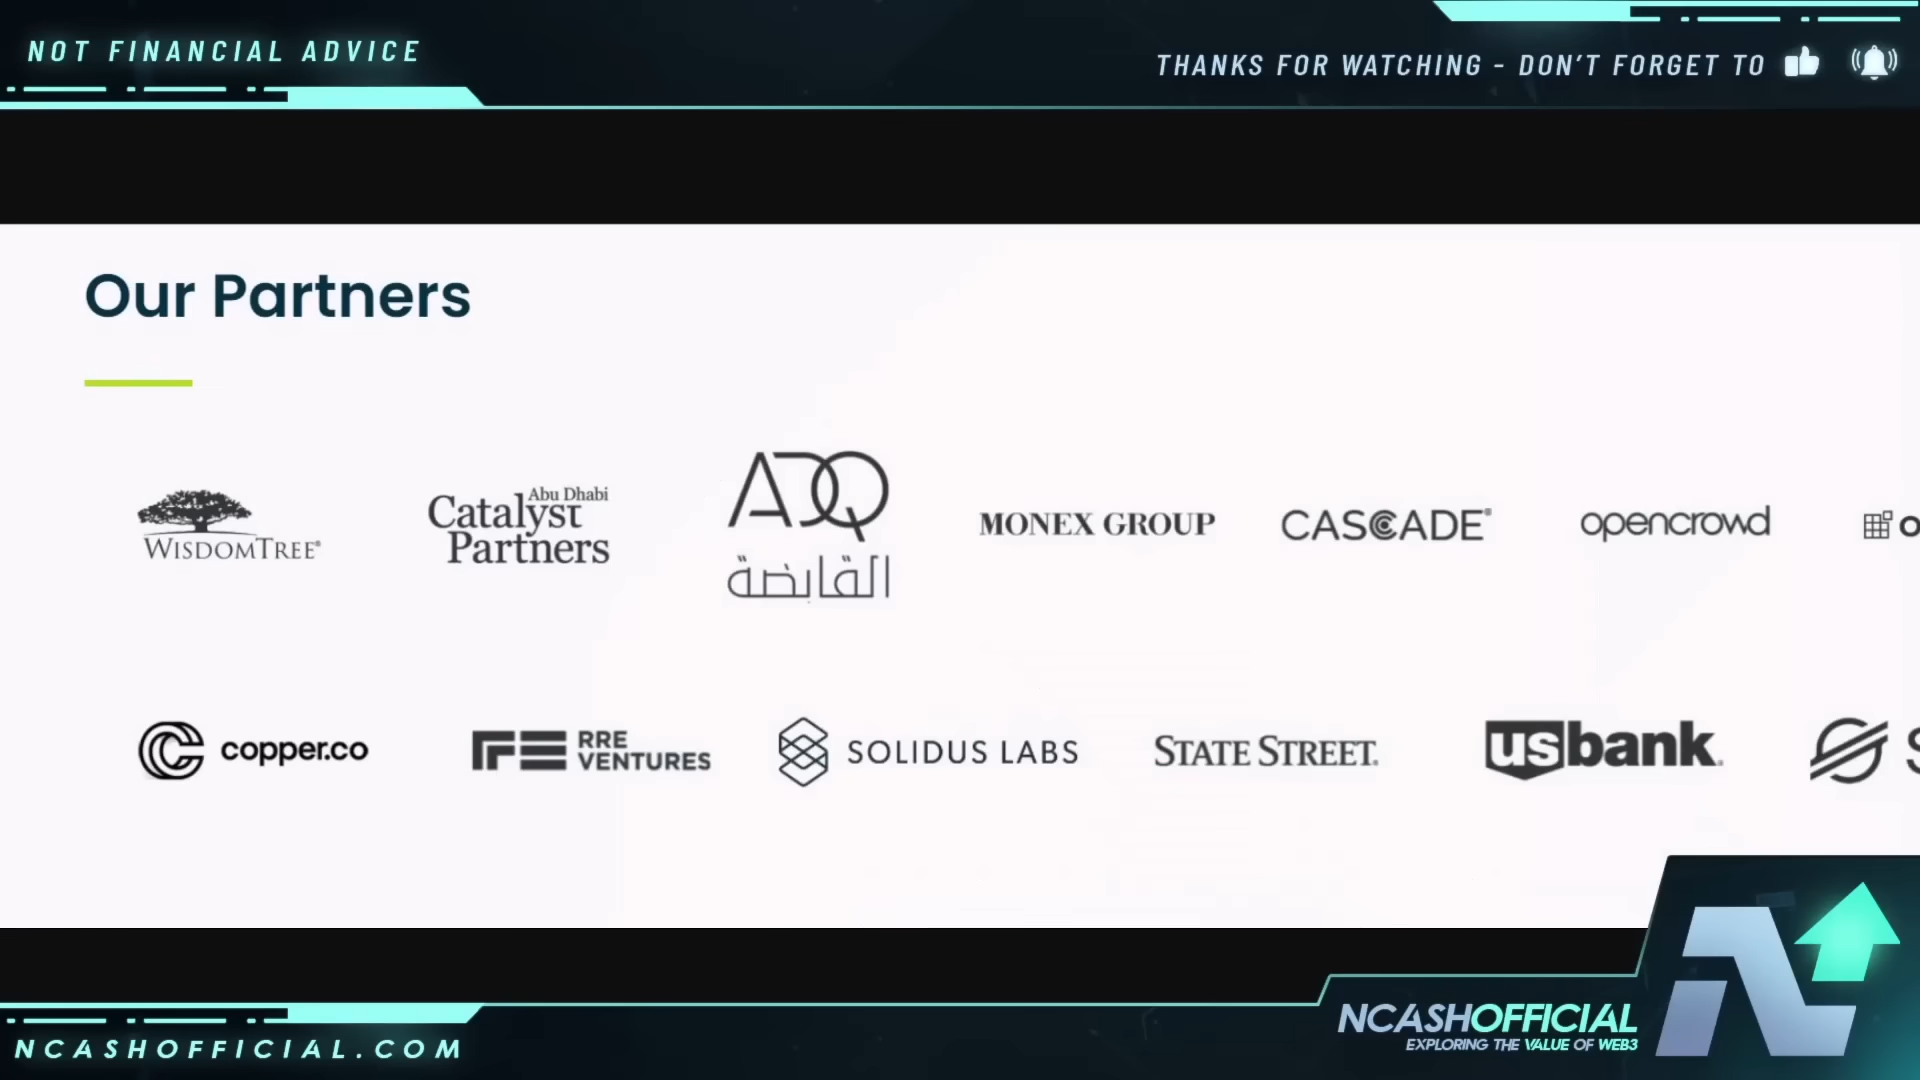 NOT FINANCIAL ADVICE
THANKS FOR WATCHING - DON'T FORGET TO
Our Partners
WISDOMTREE®
Abu Dhabi
Catalyst
Partners
ADQ
القابضة
MONEX GROUP
CASCADE®
opencrowd
copper.co
RRE
VENTURES
SOLIDUS LABS
STATE STREET.
usbank.
NCASHOFFICIAL
EXPLORING THE VALUE OF WEB3
NCASHOFFICIAL.COM